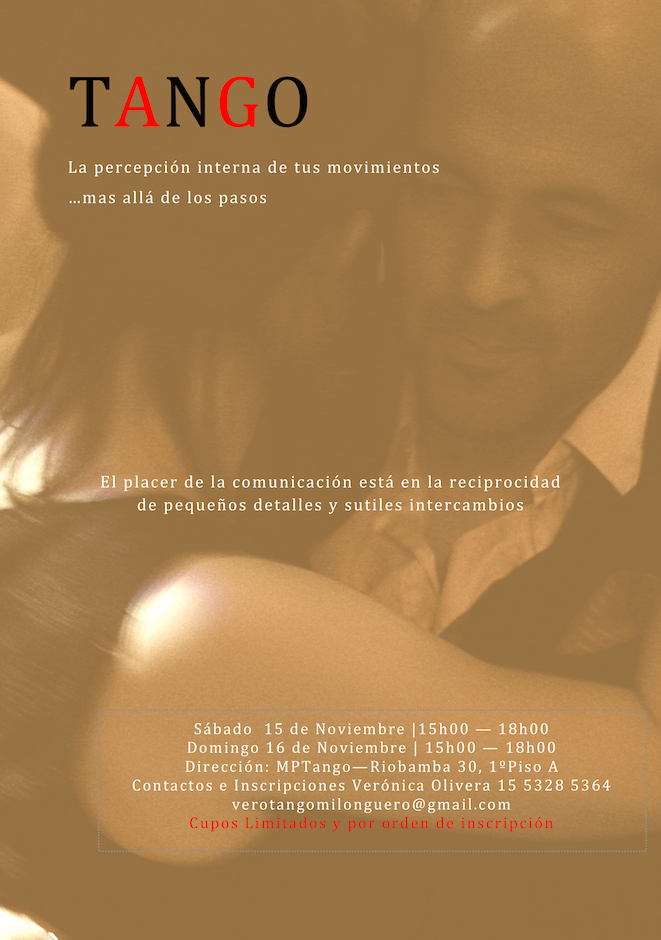 TANGO
La percepción interna de tus movimientos
...mas allá de los pasos
El placer de la comunicación está en la reciprocidad
de pequeños detalles y sutiles intercambios
Sábado  15 de Noviembre |15h00 — 18h00
Domingo 16 de Noviembre | 15h00 — 18h00
Dirección: MPTango—Riobamba 30, 1ºPiso A
Contactos e Inscripciones Verónica Olivera 15 5328 5364
verotangomilonguero@gmail.com
Cupos Limitados y por orden de inscripción